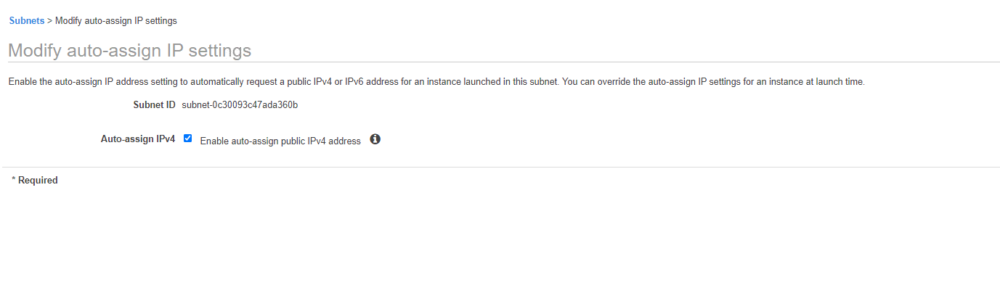 Subnets > Modify auto-assign IP settings
Modify auto-assign IP settings
Enable the auto-assign IP address setting to automatically request a public IPv4 or IPv6 address for an instance launched in this subnet. You can override the auto-assign IP settings for an instance at launch time.
Subnet ID subnet-0c30093c47ada360b
Auto-assign IPv4 Enable auto-assign public IPv4 address
* Required